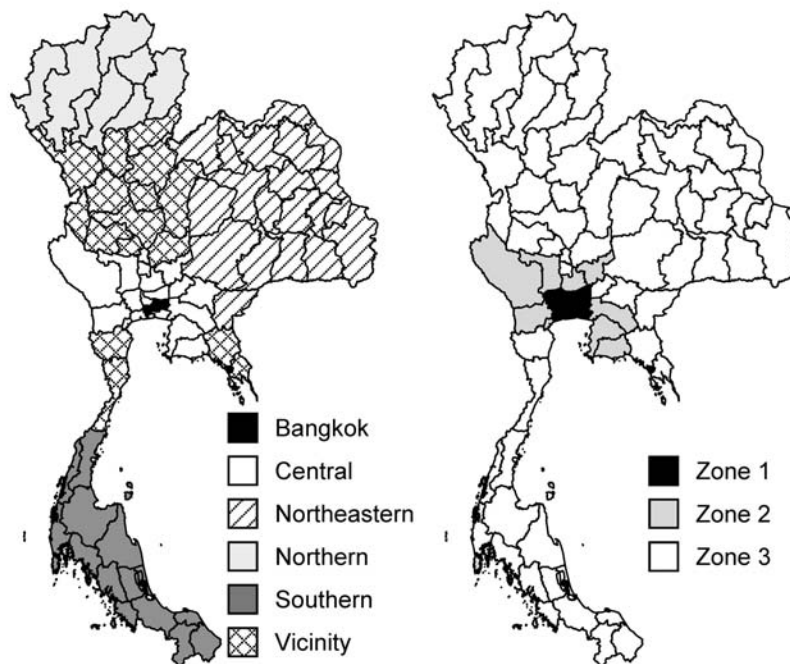 Bangkok
Central
Northeastern
Northern
Southern
Vicinity
Zone 1
Zone 2
Zone 3